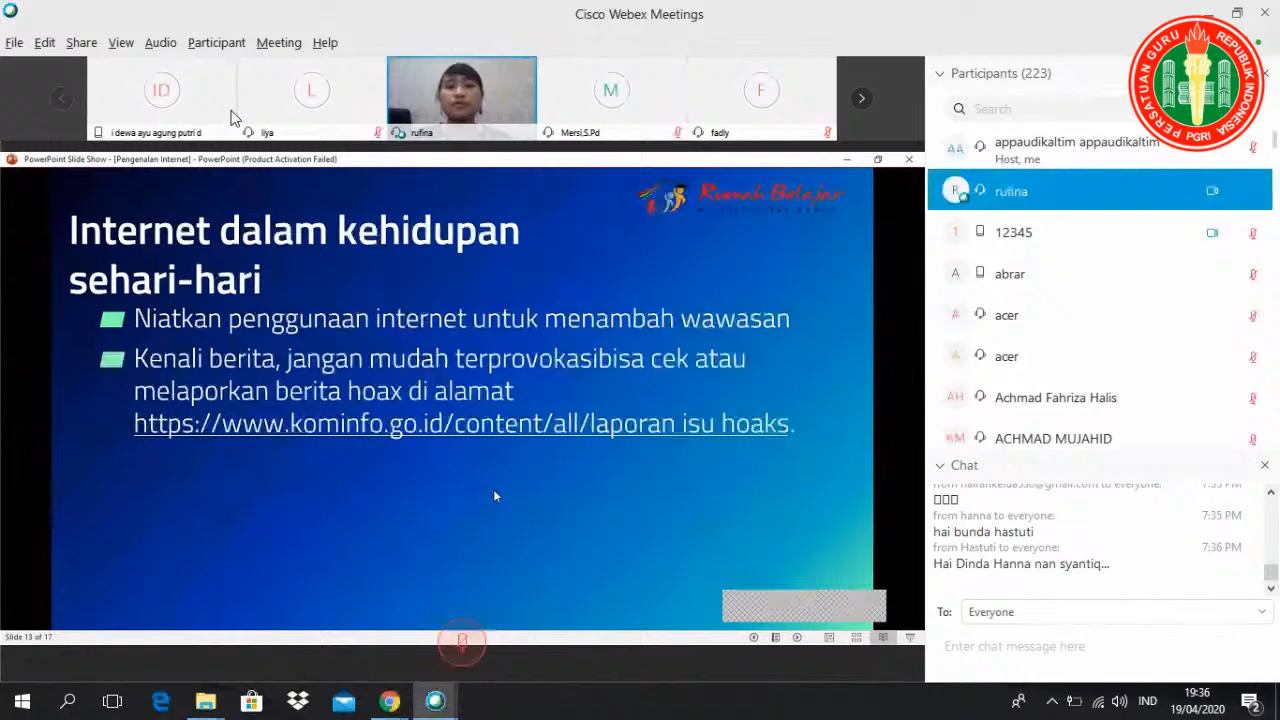 Cisco Webex Meetings
File Edit Share View Audio Participant Meeting Help
ID
L
M
F
i dewa ayu agung putri d
liya
rufina
Mersi,S.Pd
fadly
PowerPoint Slide Show - [Pengenalan Internet] - PowerPoint (Product Activation Failed)
Rumah Belajar
Internet dalam kehidupan
sehari-hari
Niatkan penggunaan internet untuk menambah wawasan
Kenali berita, jangan mudah terprovokasibisa cek atau
melaporkan berita hoax di alamat
https://www.kominfo.go.id/content/all/laporan isu hoaks.
Slide 13 of 17
Participants (223)
Search
AA appaudikaltim appaudikaltim
Host, me
R rufina
1 12345
A abrar
A acer
A acer
AH Achmad Fahriza Halis
AM ACHMAD MUJAHID
PERSATUAN GURU REPUBLIK INDONESIA
PGRI
Chat
7:35 PM
from hanna to everyone: 7:35 PM
hai bunda hastuti
from Hastuti to everyone: 7:36 PM
Hai Dinda Hanna nan syantiq...
To: Everyone
Enter chat message here
IND
19:36
19/04/2020
2